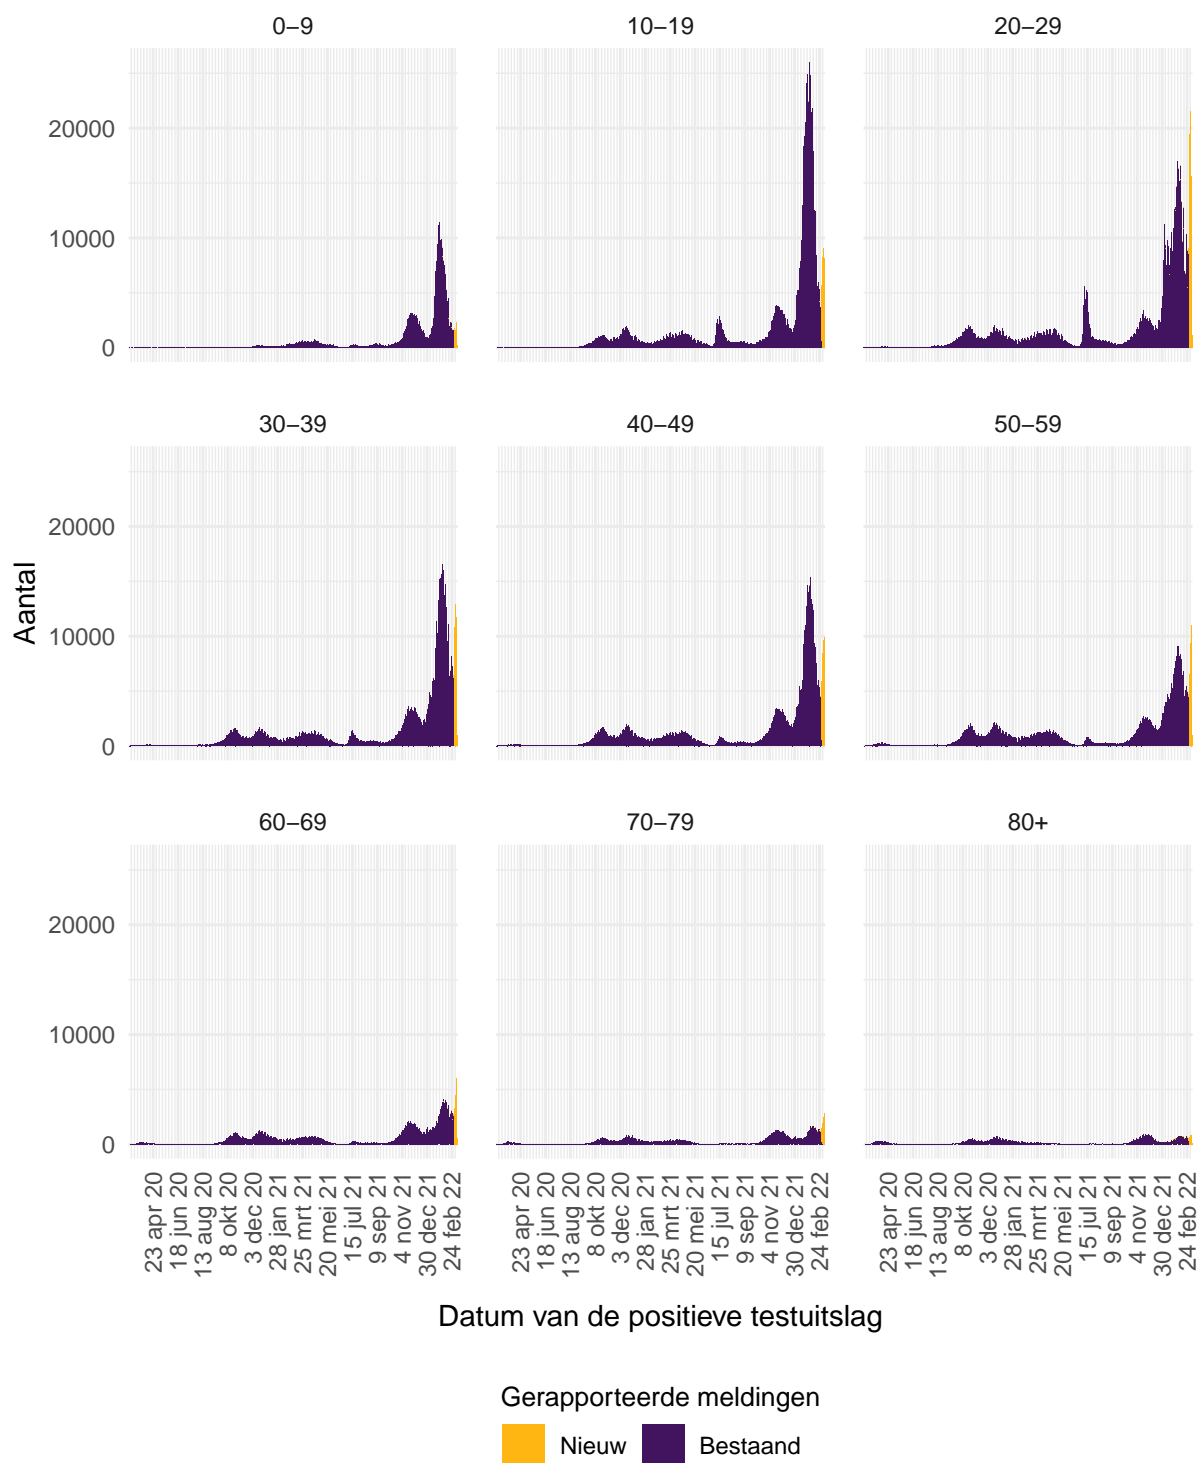 0–9 10–19 20–29
20000
10000
0
30–39 40–49 50–59
20000
10000
0
Aantal
60–69 70–79 80+
20000
10000
0
23 apr 20 18 jun 20 13 aug 20 8 okt 20 3 dec 20 28 jan 21 25 mrt 21 20 mei 21 15 jul 21 9 sep 21 4 nov 21 30 dec 21 24 feb 22
23 apr 20 18 jun 20 13 aug 20 8 okt 20 3 dec 20 28 jan 21 25 mrt 21 20 mei 21 15 jul 21 9 sep 21 4 nov 21 30 dec 21 24 feb 22
23 apr 20 18 jun 20 13 aug 20 8 okt 20 3 dec 20 28 jan 21 25 mrt 21 20 mei 21 15 jul 21 9 sep 21 4 nov 21 30 dec 21 24 feb 22
Datum van de positieve testuitslag
Gerapporteerde meldingen
Nieuw Bestaand